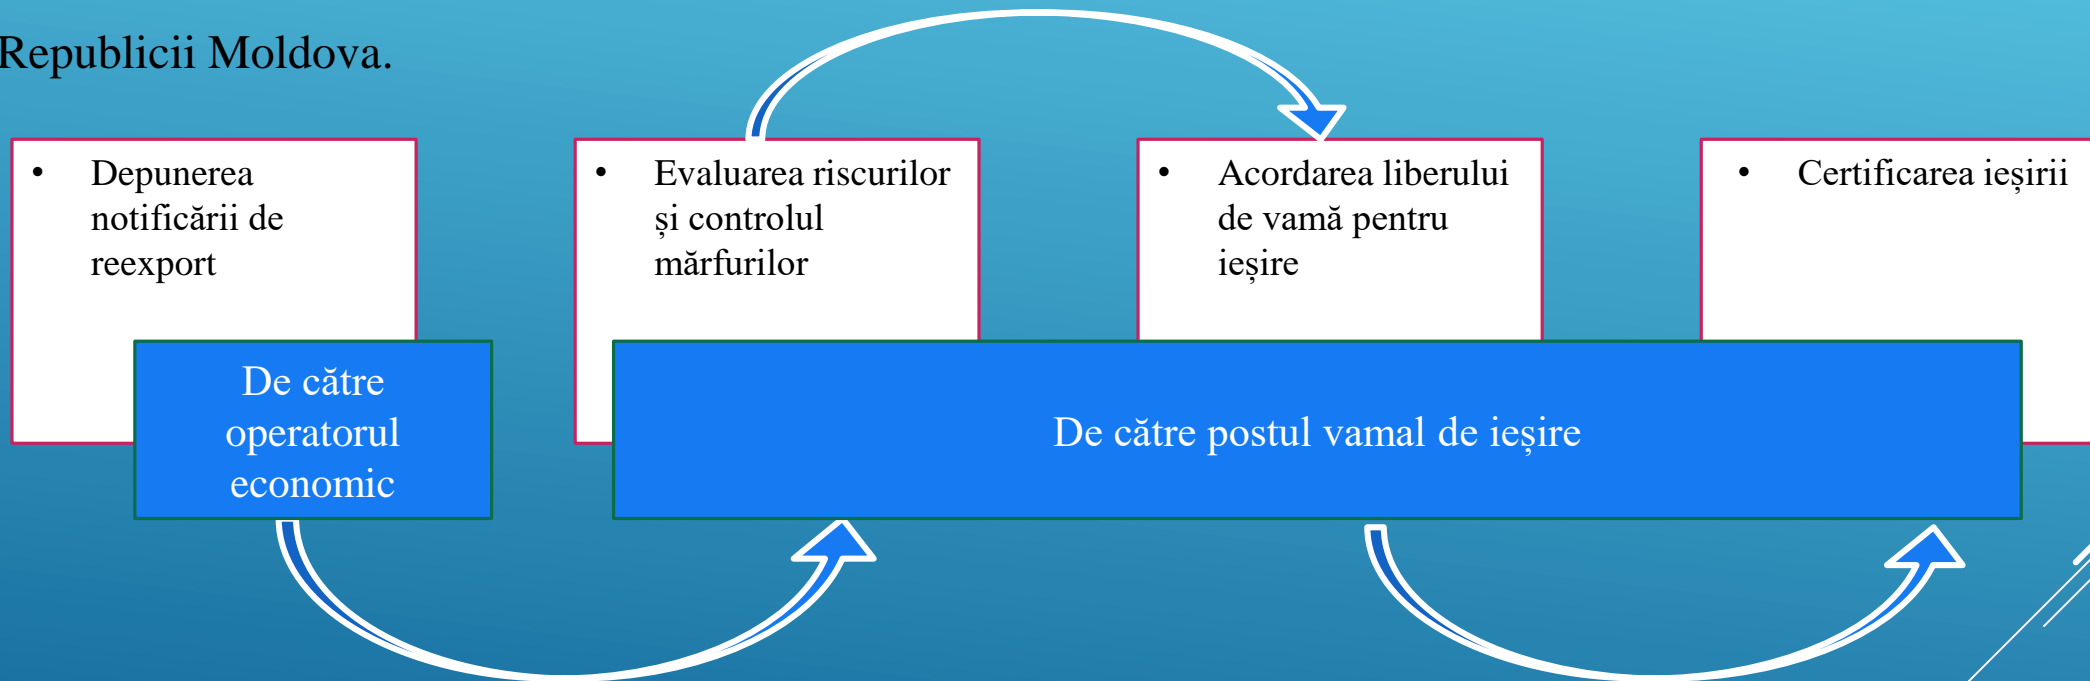 Republicii Moldova.
• Depunerea
notificării de
reexport
• Evaluarea riscurilor
și controlul
mărfurilor
• Acordarea liberului
de vamă pentru
ieșire
• Certificarea ieșirii
De către
operatorul
economic
De către postul vamal de ieșire